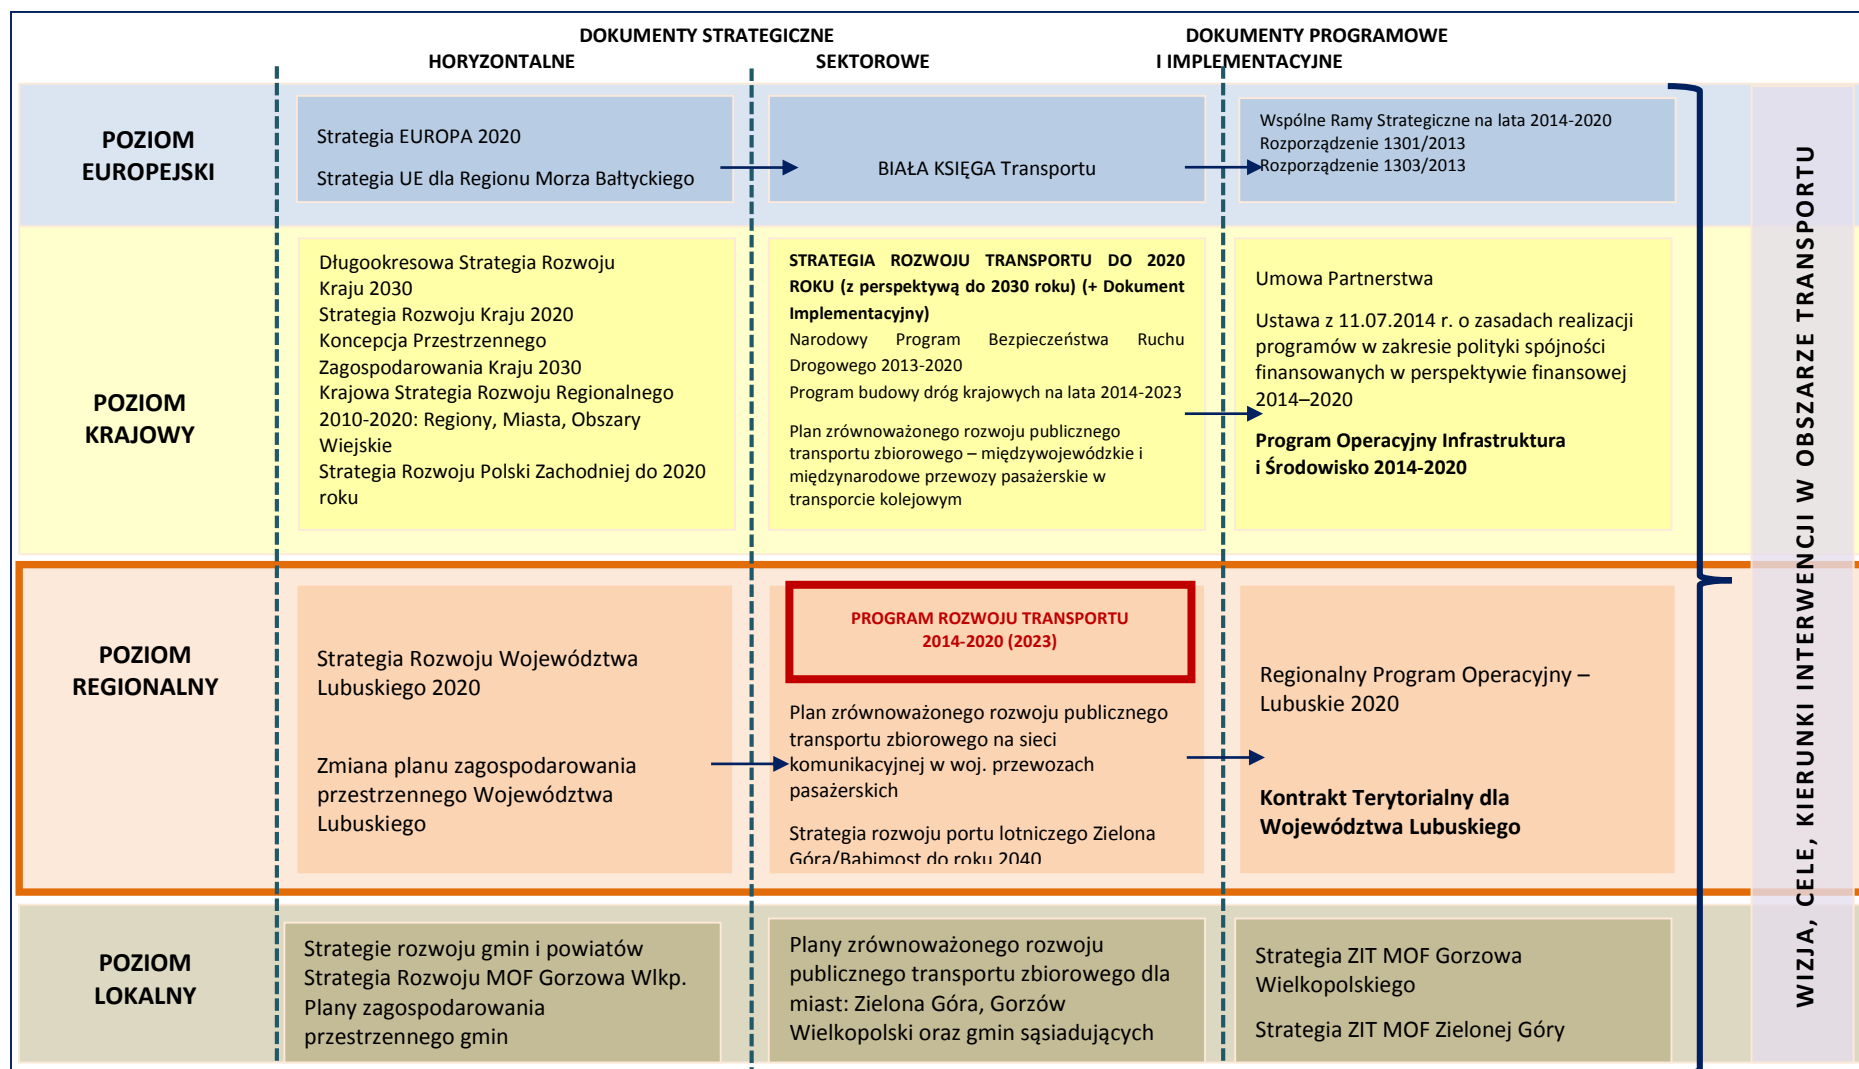 DOKUMENTY STRATEGICZNE
DOKUMENTY PROGRAMOWE
HORYZONTALNE
SEKTOROWE
I IMPLEMENTACYJNE
POZIOM
EUROPEJSKI
Strategia EUROPA 2020
Strategia UE dla Regionu Morza Bałtyckiego
BIAŁA KSIĘGA Transportu
Wspólne Ramy Strategiczne na lata 2014-2020
Rozporządzenie 1301/2013
Rozporządzenie 1303/2013
POZIOM
KRAJOWY
Długookresowa Strategia Rozwoju
Kraju 2030
Strategia Rozwoju Kraju 2020
Koncepcja Przestrzennego
Zagospodarowania Kraju 2030
Krajowa Strategia Rozwoju Regionalnego
2010-2020: Regiony, Miasta, Obszary
Wiejskie
Strategia Rozwoju Polski Zachodniej do 2020
roku
STRATEGIA ROZWOJU TRANSPORTU DO 2020
ROKU (z perspektywą do 2030 roku) (+ Dokument
Implementacyjny)
Narodowy Program Bezpieczeństwa Ruchu
Drogowego 2013-2020
Program budowy dróg krajowych na lata 2014-2023
Plan zrównoważonego rozwoju publicznego
transportu zbiorowego – międzywojewódzkie i
międzynarodowe przewozy pasażerskie w
transporcie kolejowym
Umowa Partnerstwa
Ustawa z 11.07.2014 r. o zasadach realizacji
programów w zakresie polityki spójności
finansowanych w perspektywie finansowej
2014–2020
Program Operacyjny Infrastruktura
i Środowisko 2014-2020
POZIOM
REGIONALNY
Strategia Rozwoju Województwa
Lubuskiego 2020
Zmiana planu zagospodarowania
przestrzennego Województwa
Lubuskiego
PROGRAM ROZWOJU TRANSPORTU
2014-2020 (2023)
Plan zrównoważonego rozwoju publicznego
transportu zbiorowego na sieci
komunikacyjnej w woj. przewozach
pasażerskich
Strategia rozwoju portu lotniczego Zielona
Góra/Babimost do roku 2040
Regionalny Program Operacyjny –
Lubuskie 2020
Kontrakt Terytorialny dla
Województwa Lubuskiego
POZIOM
LOKALNY
Strategie rozwoju gmin i powiatów
Strategia Rozwoju MOF Gorzowa Wlkp.
Plany zagospodarowania
przestrzennego gmin
Plany zrównoważonego rozwoju
publicznego transportu zbiorowego dla
miast: Zielona Góra, Gorzów
Wielkopolski oraz gmin sąsiadujących
Strategia ZIT MOF Gorzowa
Wielkopolskiego
Strategia ZIT MOF Zielonej Góry
WIZJA, CELE, KIERUNKI INTERWENCJI W OBSZARZE TRANSPORTU